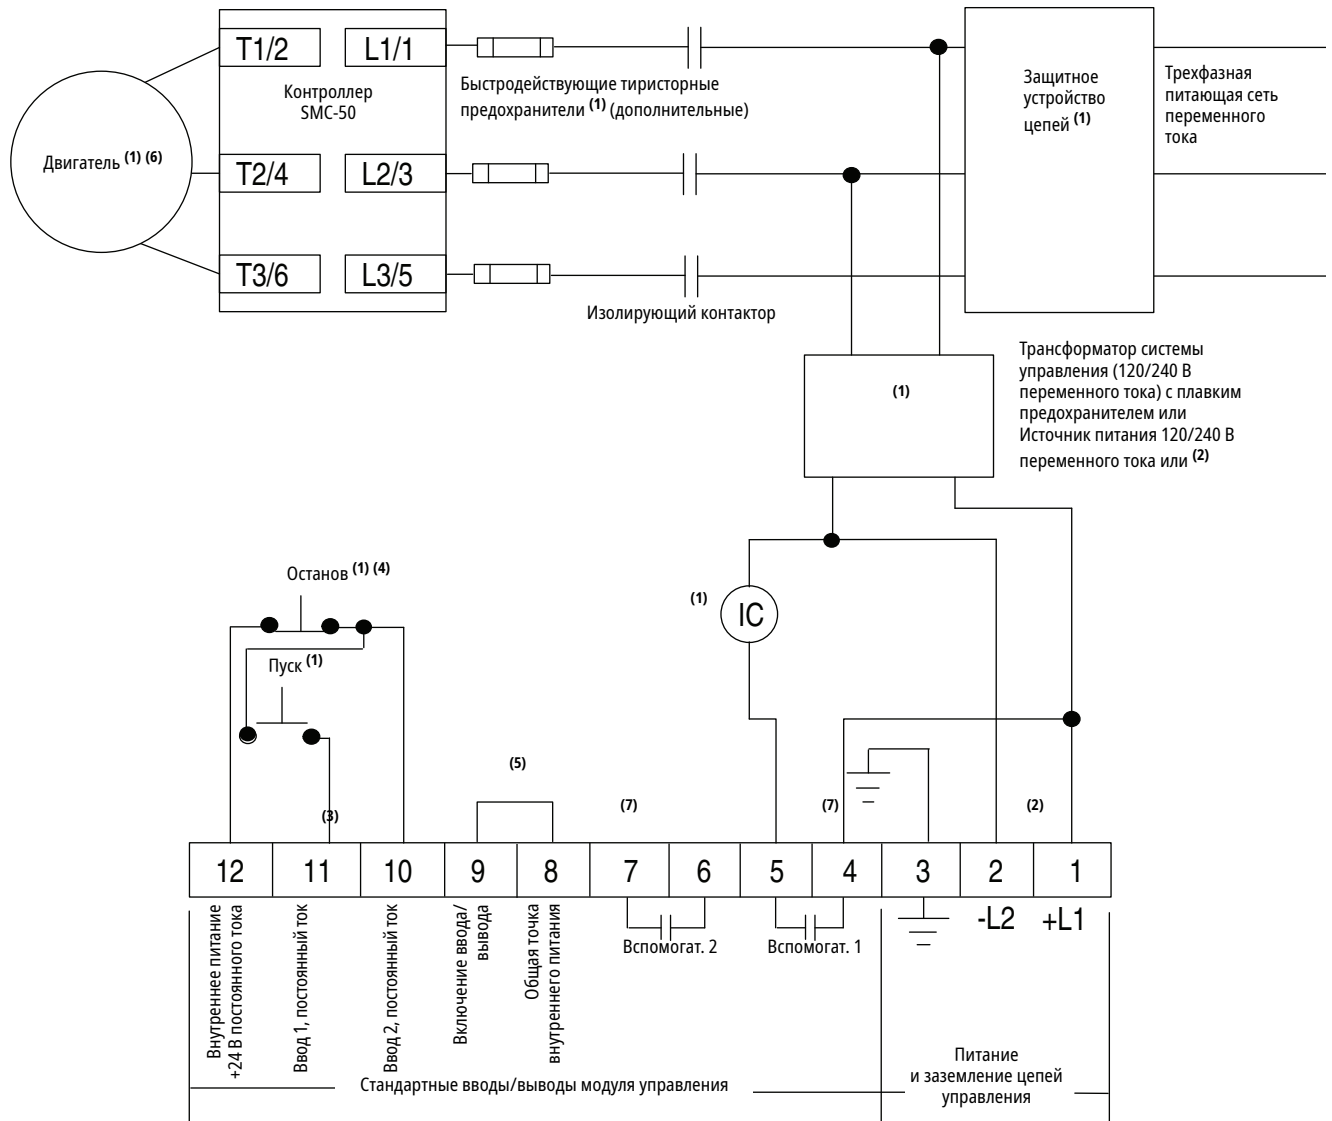 T1/2
L1/1
Контроллер
SMC-50
Быстродействующие тиристорные
предохранители (1) (дополнительные)
Защитное
устройство
цепей (1)
Трехфазная
питающая сеть
переменного
тока
Двигатель (1) (6)
T2/4
L2/3
T3/6
L3/5
Изолирующий контактор
Трансформатор системы
управления (120/240 В
переменного тока) с плавким
предохранителем или
Источник питания 120/240 В
переменного тока или (2)
(1)
Останов (1) (4)
(1)
IC
Пуск (1)
(3)
(5)
(7)
(7)
(2)
12
11
10
9
8
7
6
5
4
3
2
1
-L2
+L1
Внутреннее питание
+24 В постоянного тока
Ввод 1, постоянный ток
Ввод 2, постоянный ток
Включение ввода/
вывода
Общая точка
внутреннего питания
Вспомогат. 2
Вспомогат. 1
Стандартные вводы/выводы модуля управления
Питание
и заземление цепей
управления